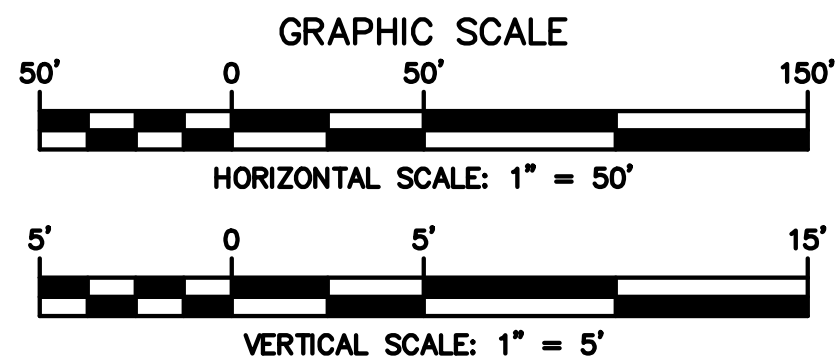 GRAPHIC SCALE
50' 0 50' 150'
HORIZONTAL SCALE: 1" = 50'
5' 0 5' 15'
VERTICAL SCALE: 1" = 5'